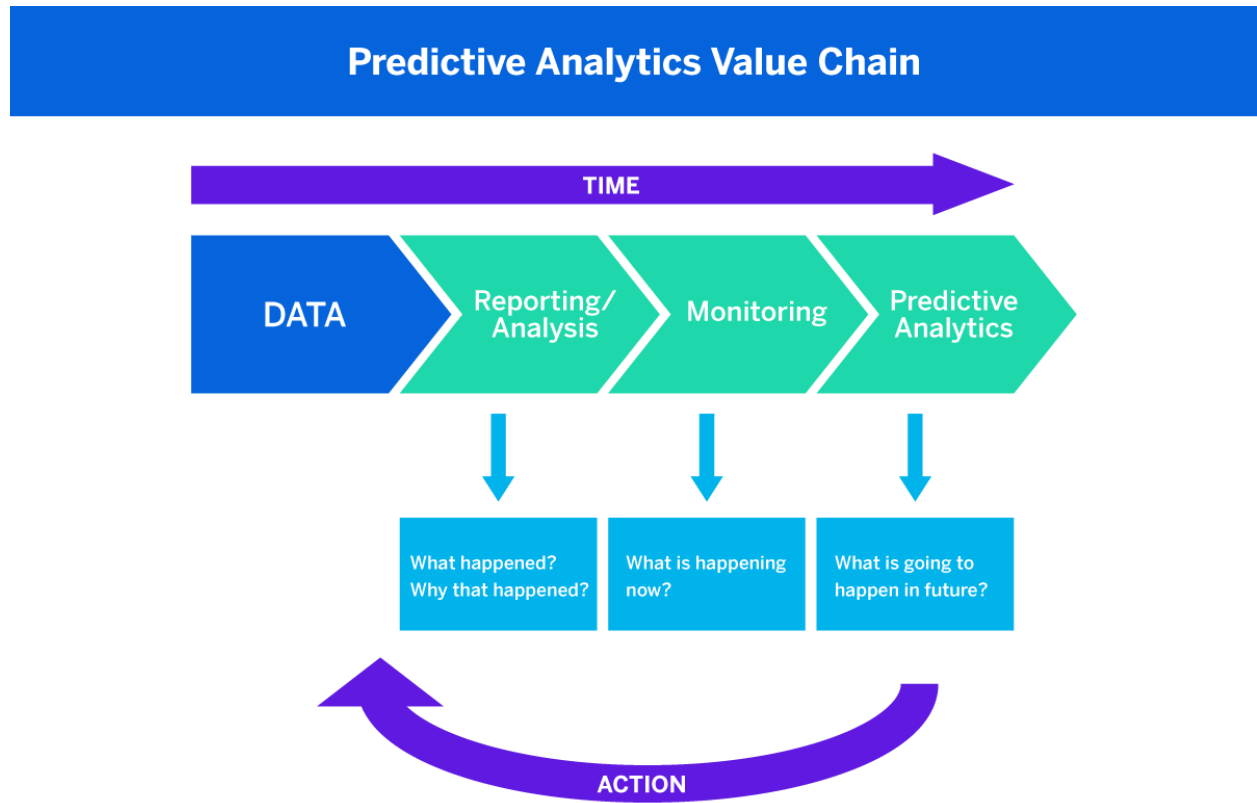 Predictive Analytics Value Chain
TIME
DATA
Reporting/
Analysis
Monitoring
Predictive
Analytics
What happened?
Why that happened?
What is happening
now?
What is going to
happen in future?
ACTION